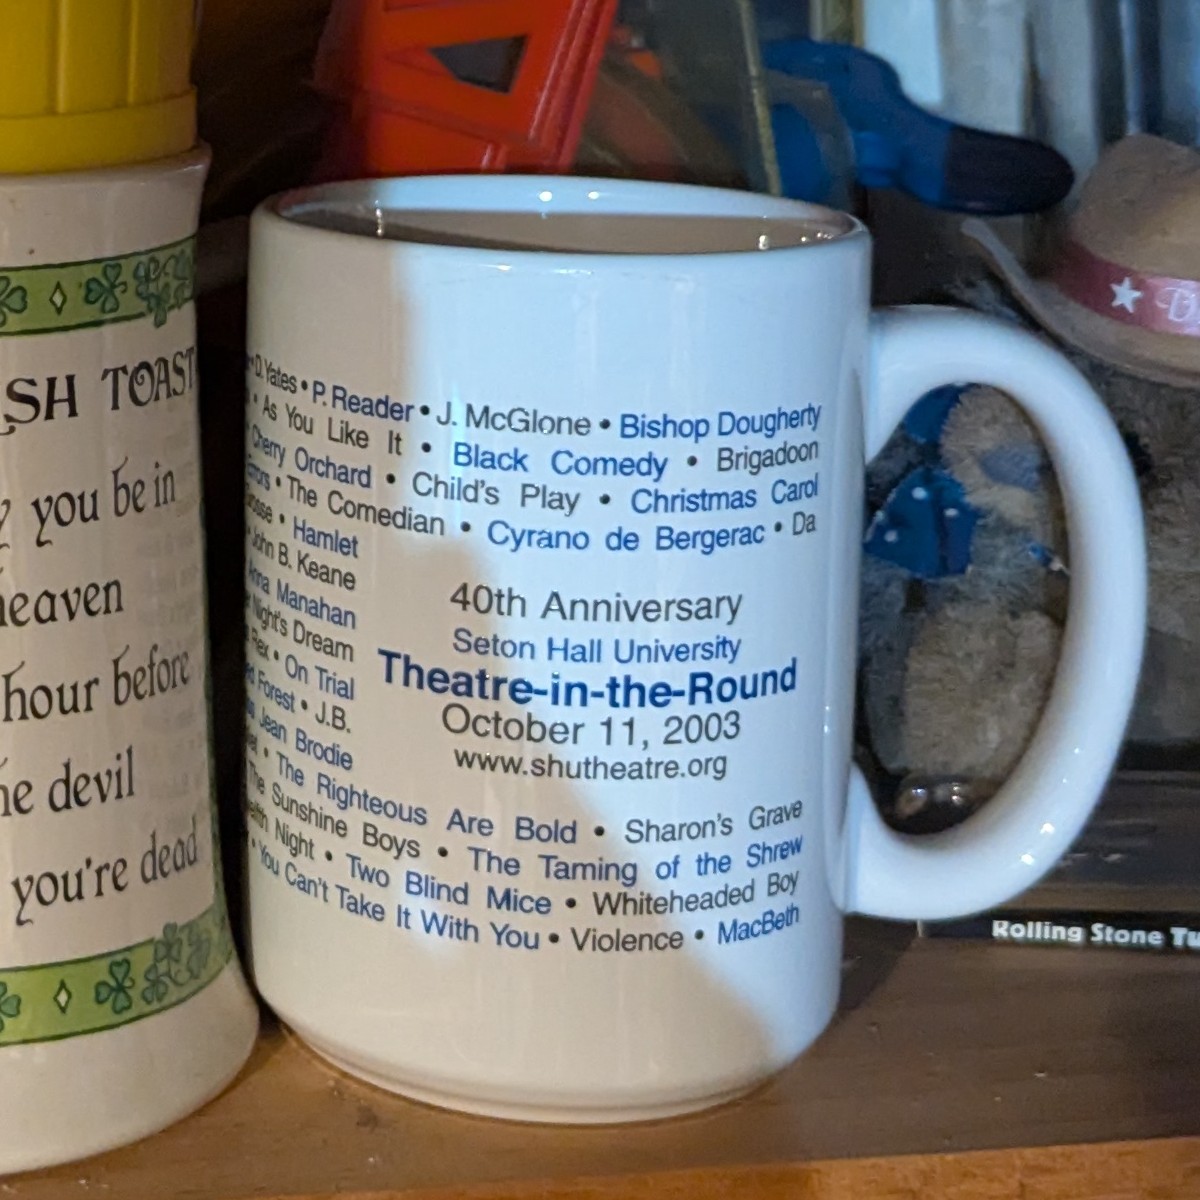 SH TOAST
you be in
heaven
hour before
devil
you're dead
D. Yates • P. Reader • J. McGlone • Bishop Dougherty
• As You Like It • Black Comedy • Brigadoon
Cherry Orchard • Child's Play • Christmas Carol
• The Comedian • Cyrano de Bergerac • Da
• Hamlet
• John B. Keane
Anna Manahan
Night's Dream
Rex • On Trial
Forest • J.B.
Jean Brodie
40th Anniversary
Seton Hall University
Theatre-in-the-Round
October 11, 2003
www.shutheatre.org
• The Righteous Are Bold • Sharon's Grave
The Sunshine Boys • The Taming of the Shrew
Night • Two Blind Mice • Whiteheaded Boy
• You Can't Take It With You • Violence • MacBeth
Rolling Stone